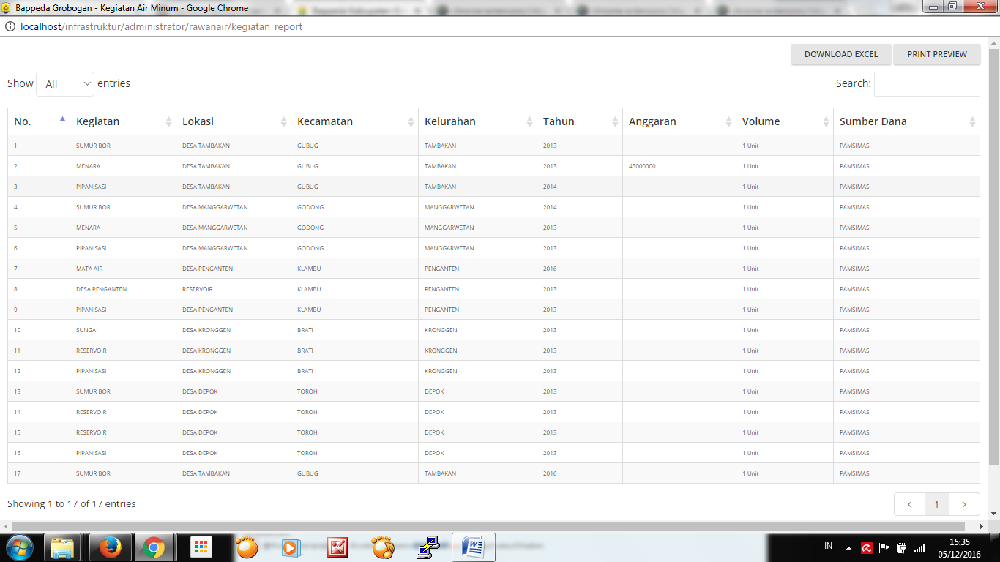 Bappeda Grobogan - Kegiatan Air Minum - Google Chrome
localhost/infrastruktur/administrator/rawanair/kegiatan_report
DOWNLOAD EXCEL PRINT PREVIEW
Show All entries Search:
No. Kegiatan Lokasi Kecamatan Kelurahan Tahun Anggaran Volume Sumber Dana
1 SUMUR BOR DESA TAMBAKAN GUBUG TAMBAKAN 2013 1 Unit PAMSIMAS
2 MENARA DESA TAMBAKAN GUBUG TAMBAKAN 2013 45000000 1 Unit PAMSIMAS
3 PIPANISASI DESA TAMBAKAN GUBUG TAMBAKAN 2014 1 Unit PAMSIMAS
4 SUMUR BOR DESA MANGGARWETAN GODONG MANGGARWETAN 2014 1 Unit PAMSIMAS
5 MENARA DESA MANGGARWETAN GODONG MANGGARWETAN 2013 1 Unit PAMSIMAS
6 PIPANISASI DESA MANGGARWETAN GODONG MANGGARWETAN 2013 1 Unit PAMSIMAS
7 MATA AIR DESA PENGANTEN KLAMBU PENGANTEN 2016 1 Unit PAMSIMAS
8 DESA PENGANTEN RESERVOIR KLAMBU PENGANTEN 2013 1 Unit PAMSIMAS
9 PIPANISASI DESA PENGANTEN KLAMBU PENGANTEN 2013 1 Unit PAMSIMAS
10 SUNGAI DESA KRONGGEN BRATI KRONGGEN 2013 1 Unit PAMSIMAS
11 RESERVOIR DESA KRONGGEN BRATI KRONGGEN 2013 1 Unit PAMSIMAS
12 PIPANISASI DESA KRONGGEN BRATI KRONGGEN 2013 1 Unit PAMSIMAS
13 SUMUR BOR DESA DEPOK TOROH DEPOK 2013 1 Unit PAMSIMAS
14 RESERVOIR DESA DEPOK TOROH DEPOK 2013 1 Unit PAMSIMAS
15 RESERVOIR DESA DEPOK TOROH DEPOK 2013 1 Unit PAMSIMAS
16 PIPANISASI DESA DEPOK TOROH DEPOK 2013 1 Unit PAMSIMAS
17 SUMUR BOR DESA TAMBAKAN GUBUG TAMBAKAN 2016 1 Unit PAMSIMAS
Showing 1 to 17 of 17 entries 1
IN 15:35
05/12/2016